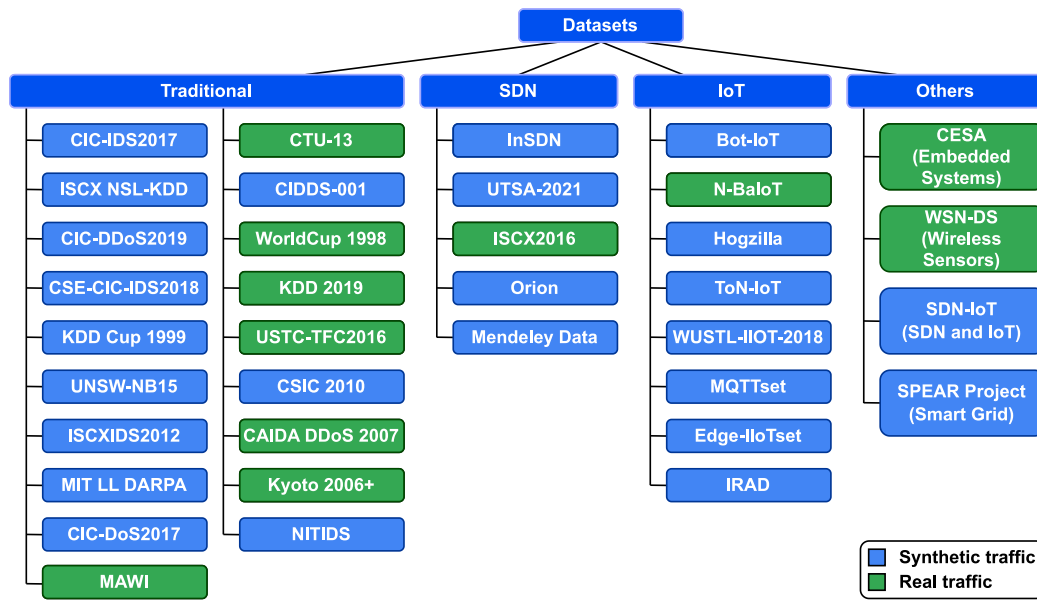 Datasets
Traditional
CIC-IDS2017
ISCX NSL-KDD
CIC-DDoS2019
CSE-CIC-IDS2018
KDD Cup 1999
UNSW-NB15
ISCXIDS2012
MIT LL DARPA
CIC-DoS2017
MAWI
CTU-13
CIDDS-001
WorldCup 1998
KDD 2019
USTC-TFC2016
CSIC 2010
CAIDA DDoS 2007
Kyoto 2006+
NITIDS
SDN
InSDN
UTSA-2021
ISCX2016
Orion
Mendeley Data
IoT
Bot-IoT
N-BaIoT
Hogzilla
ToN-IoT
WUSTL-IIOT-2018
MQTTset
Edge-IIoTset
IRAD
Others
CESA
(Embedded
Systems)
WSN-DS
(Wireless
Sensors)
SDN-IoT
(SDN and IoT)
SPEAR Project
(Smart Grid)
Synthetic traffic
Real traffic